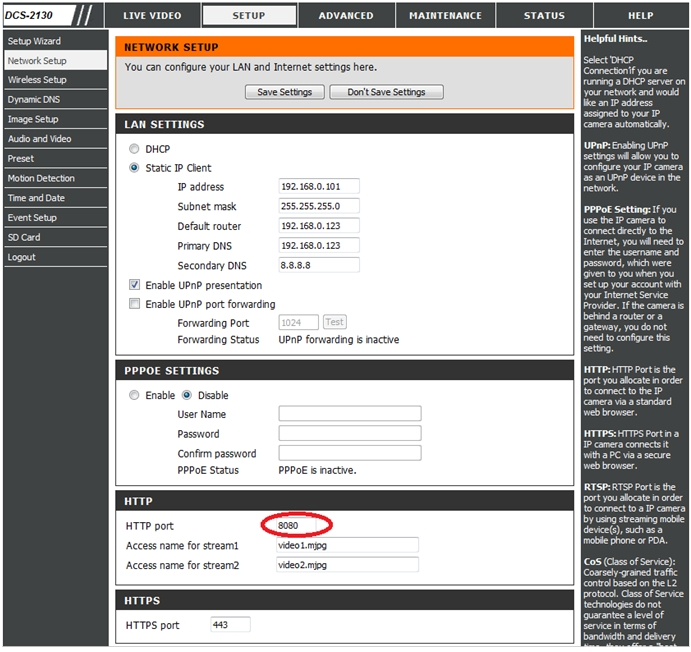 DCS-2130
LIVE VIDEO
SETUP
ADVANCED
MAINTENANCE
STATUS
HELP
Setup Wizard
Network Setup
Wireless Setup
Dynamic DNS
Image Setup
Audio and Video
Preset
Motion Detection
Time and Date
Event Setup
SD Card
Logout
NETWORK SETUP
You can configure your LAN and Internet settings here.
Save Settings
Don't Save Settings
LAN SETTINGS
DHCP
Static IP Client
IP address 192.168.0.101
Subnet mask 255.255.255.0
Default router 192.168.0.123
Primary DNS 192.168.0.123
Secondary DNS 8.8.8.8
Enable UPnP presentation
Enable UPnP port forwarding
Forwarding Port 1024 Test
Forwarding Status UPnP forwarding is inactive
PPPOE SETTINGS
Enable Disable
User Name
Password
Confirm password
PPPoE Status PPPoE is inactive.
HTTP
HTTP port 8080
Access name for stream1 video1.mjpg
Access name for stream2 video2.mjpg
HTTPS
HTTPS port 443
Helpful Hints..
Select 'DHCP
Connection'if you are
running a DHCP server on
your network and would
like an IP address
assigned to your IP
camera automatically.
UPnP: Enabling UPnP
settings will allow you to
configure your IP camera
as an UPnP device in the
network.
PPPoE Setting: If you
use the IP camera to
connect directly to the
Internet, you will need to
enter the username and
password, which were
given to you when you
set up your account with
your Internet Service
Provider. If the camera is
behind a router or a
gateway, you do not
need to configure this
setting.
HTTP: HTTP Port is the
port you allocate in order
to connect to the IP
camera via a standard
web browser.
HTTPS: HTTPS Port in a
IP camera connects it
with a PC via a secure
web browser.
RTSP: RTSP Port is the
port you allocate in order
to connect to a IP camera
by using streaming mobile
device(s), such as a
mobile phone or PDA.
CoS (Class of Service):
Coarsely-grained traffic
control based on the L2
protocol. Class of Service
technologies do not
guarantee a level of
service in terms of
bandwidth and delivery
time, they offer a "best